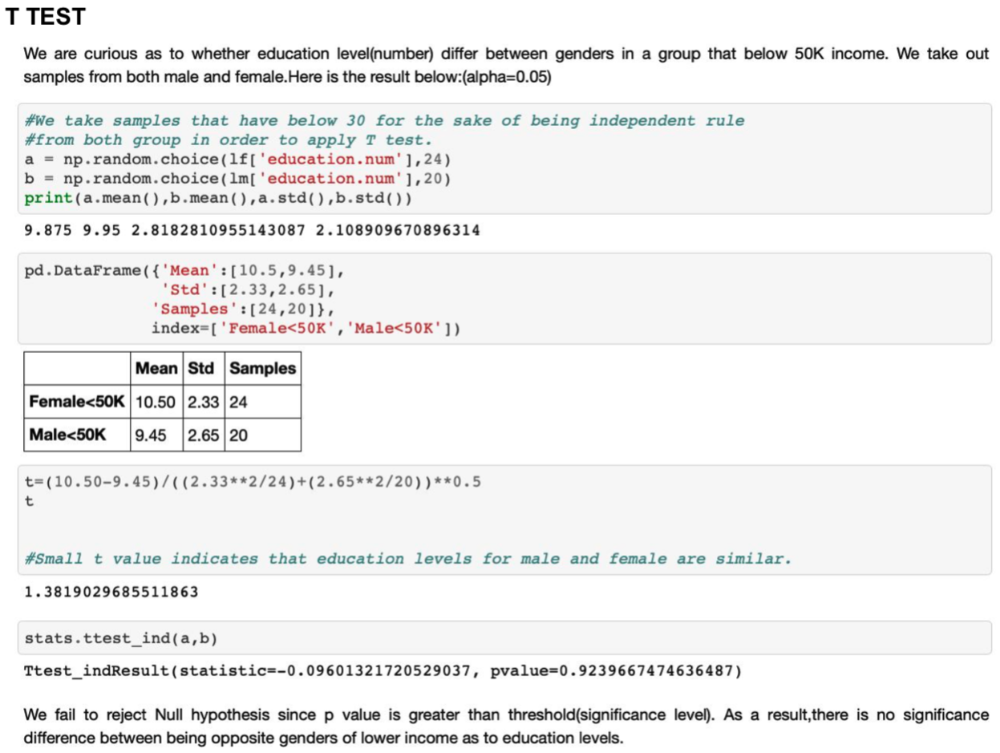 T TEST
We are curious as to whether education level(number) differ between genders in a group that below 50K income. We take out
samples from both male and female.Here is the result below:(alpha=0.05)
#We take samples that have below 30 for the sake of being independent rule
#from both group in order to apply T test.
a = np.random.choice(lf['education.num'],24)
b = np.random.choice(lm['education.num'],20)
print(a.mean(),b.mean(),a.std(),b.std())
9.875 9.95 2.8182810955143087 2.108909670896314
pd.DataFrame({'Mean':[10.5,9.45],
'Std':[2.33,2.65],
'Samples':[24,20]},
index=['Female<50K','Male<50K'])
Mean Std Samples
Female<50K 10.50 2.33 24
Male<50K 9.45 2.65 20
t=(10.50-9.45)/((2.33**2/24)+(2.65**2/20))**0.5
t
#Small t value indicates that education levels for male and female are similar.
1.3819029685511863
stats.ttest_ind(a,b)
Ttest_indResult(statistic=-0.09601321720529037, pvalue=0.9239667474636487)
We fail to reject Null hypothesis since p value is greater than threshold(significance level). As a result,there is no significance
difference between being opposite genders of lower income as to education levels.